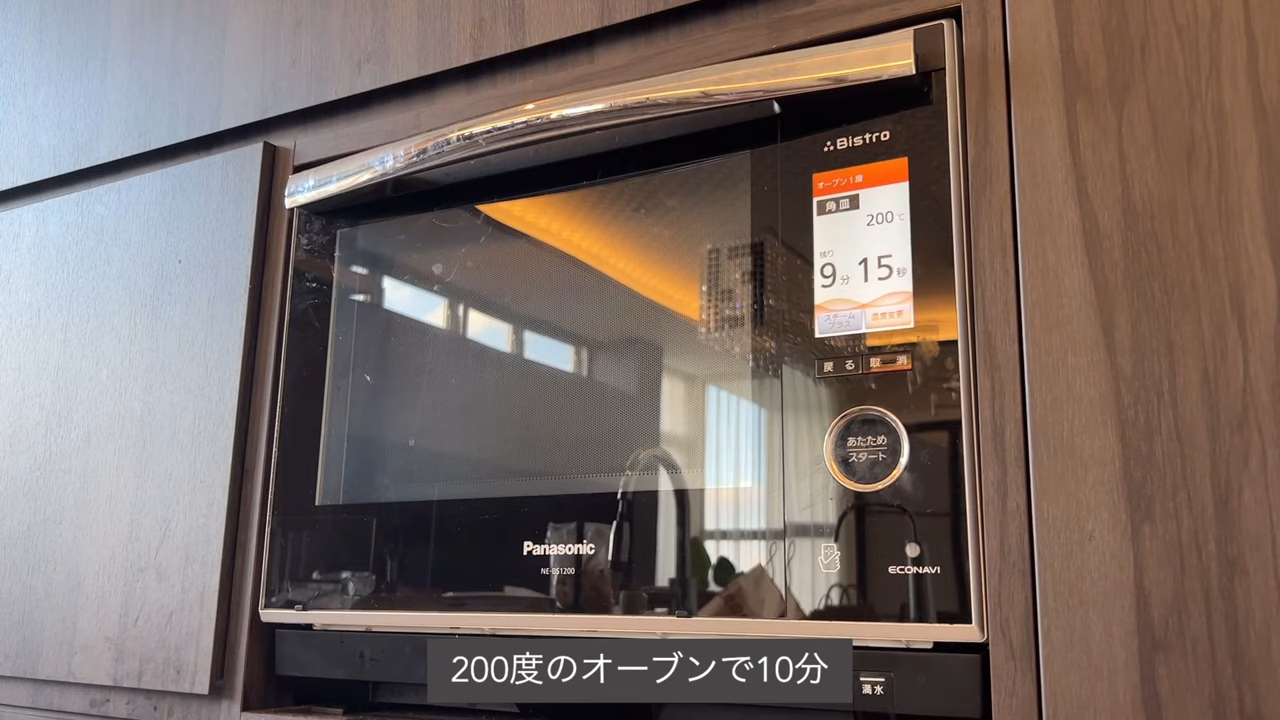 Bistro
オーブン1段
角皿
200℃
残り
9分15秒
スチーム
プラス
温度変更
戻る
取消
あたため
スタート
Panasonic
NE-BS1200
ECONAVI
満水
200度のオーブンで10分